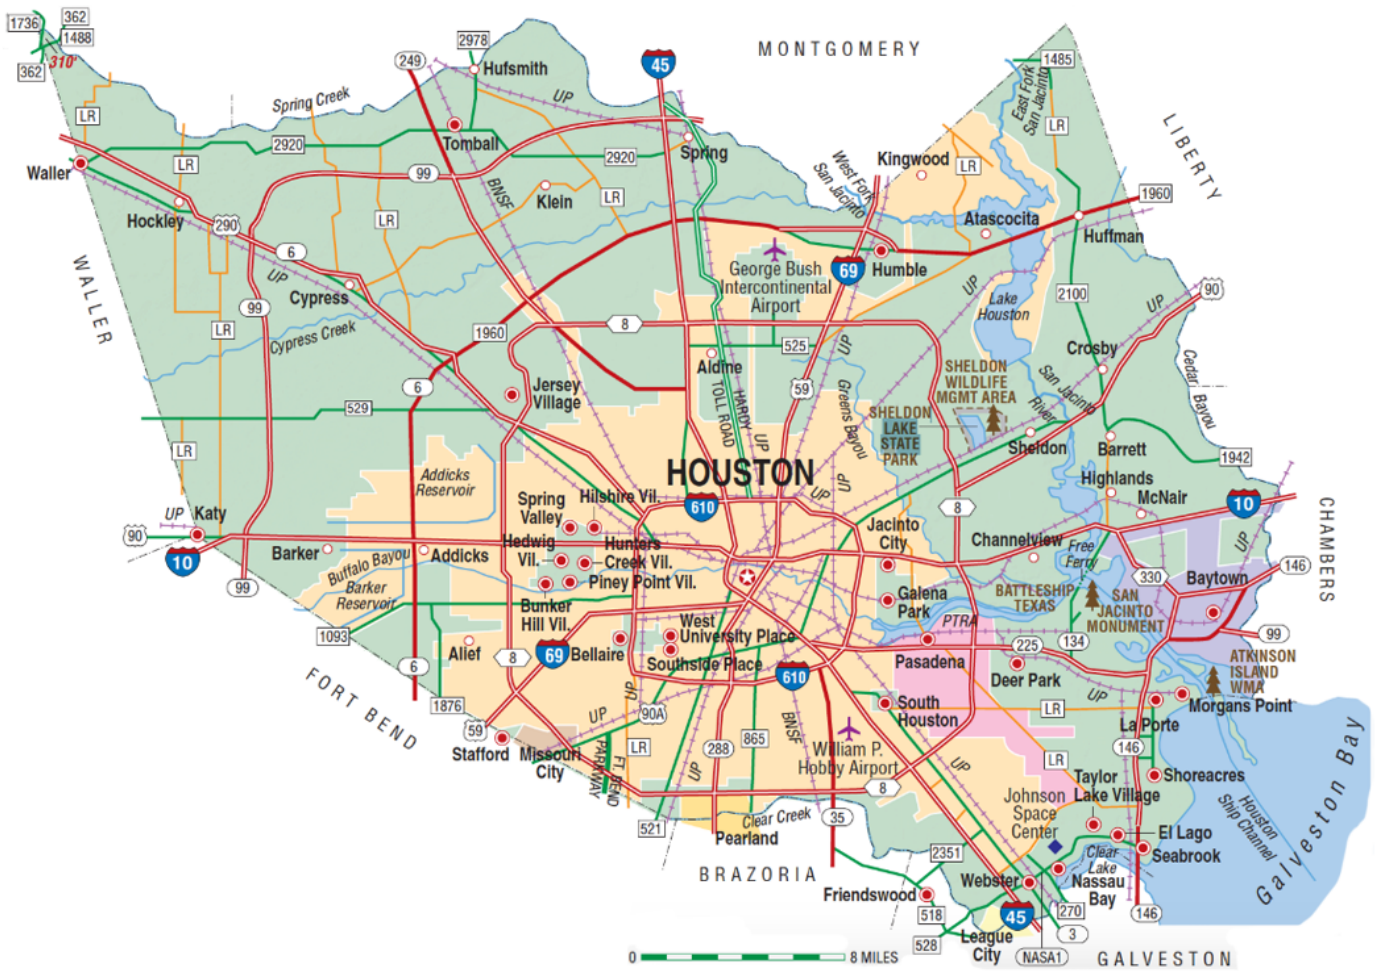 1736
362
1488
310'
362
2978
249
Hufsmith
45
MONTGOMERY
1485
East Fork
San Jacinto
LR
LIBERTY
UP
Spring Creek
LR
Tomball
2920
2920
Spring
Kingwood
LR
West Fork
San Jacinto
Waller
LR
99
BNSF
Klein
LR
1960
Hockley
290
LR
Atascocita
Huffman
6
UP
George Bush
Intercontinental
Airport
69
Humble
WALLER
Cypress
UP
Lake
Houston
2100
UP
90
99
LR
Cypress Creek
1960
8
525
UP
Crosby
Aldine
Cedar Bayou
6
Jersey
Village
59
SHELDON
WILDLIFE
MGMT AREA
San Jacinto
River
529
HARDY
TOLL ROAD
UP
Greens Bayou
SHELDON
LAKE
STATE
PARK
Sheldon
Barrett
1942
LR
Addicks
Reservoir
HOUSTON
UP
UP
Highlands
McNair
Spring
Valley
Hilshire Vil.
610
8
10
CHAMBERS
UP
Katy
90
10
Barker
Buffalo Bayou
Addicks
Hedwig
Vil.
Hunters
Creek Vil.
Jacinto
City
Channelview
Free
Ferry
UP
99
Barker
Reservoir
Piney Point Vil.
Bunker
Hill Vil.
Galena
Park
BATTLESHIP
TEXAS
330
Baytown
146
SAN
JACINTO
MONUMENT
1093
West
University Place
PTRA
134
99
Alief
8
69
Bellaire
Southside Place
610
Pasadena
225
Deer Park
ATKINSON
ISLAND
WMA
6
FORT BEND
1876
UP
UP
90A
BNSF
South
Houston
LR
UP
Morgans Point
La Porte
59
Stafford
Missouri
City
FT. BEND
PARKWAY
LR
288
865
UP
William P.
Hobby Airport
UP
LR
146
8
Taylor
Lake Village
Shoreacres
Johnson
Space
Center
Houston
Ship Channel
Galveston Bay
521
Pearland
Clear Creek
35
El Lago
Seabrook
Clear
Lake
BRAZORIA
2351
Webster
Nassau
Bay
Friendswood
518
45
270
146
528
League
City
3
NASA1
GALVESTON
0
8 MILES